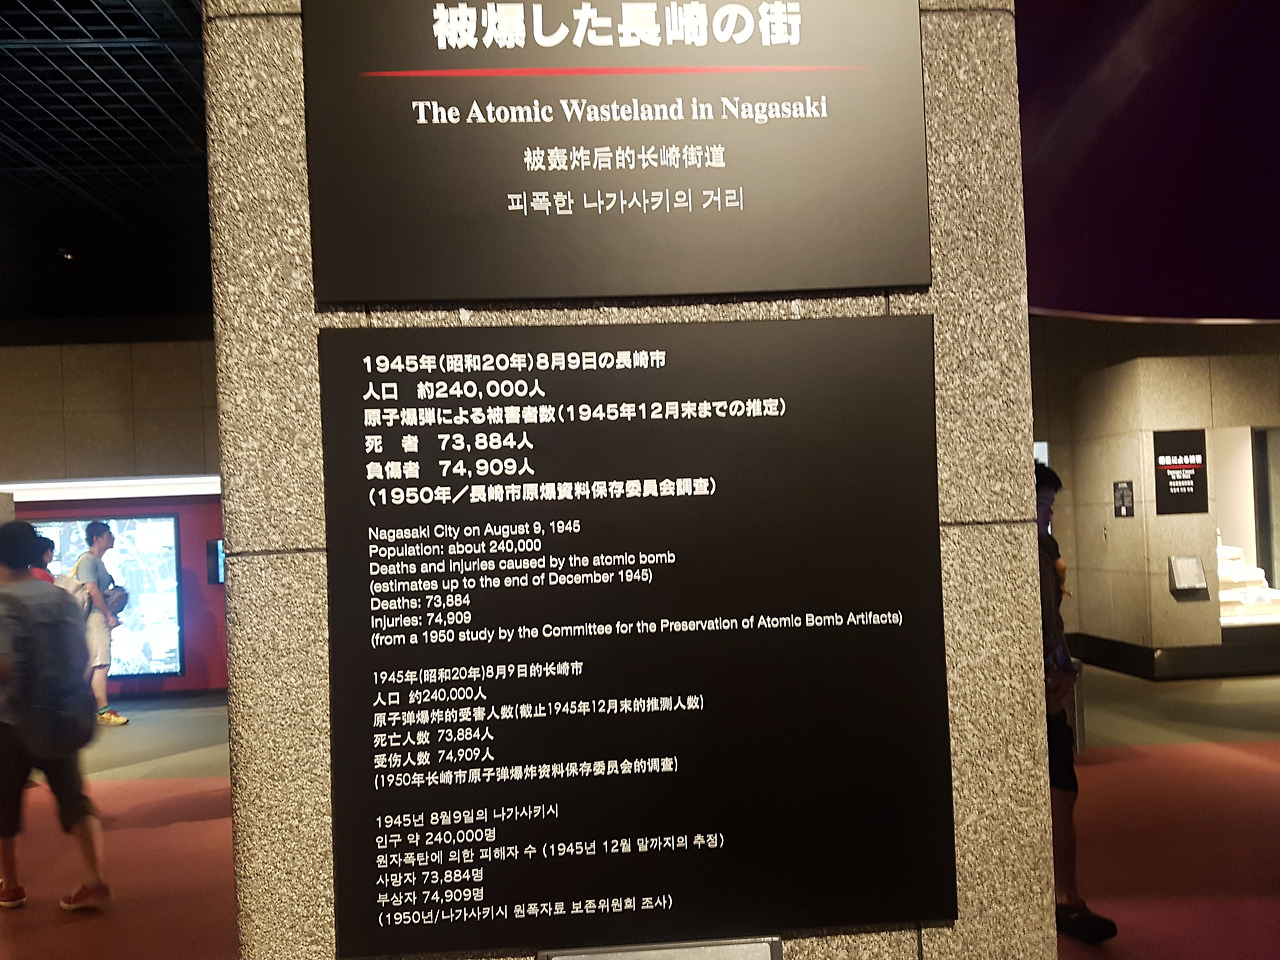 被爆した長崎の街
The Atomic Wasteland in Nagasaki
被轰炸后的长崎街道
피폭한 나가사키의 거리
1945年(昭和20年)8月9日の長崎市
人口 約240,000人
原子爆弾による被害者数(1945年12月末までの推定)
死 者 73,884人
負傷者 74,909人
(1950年/長崎市原爆資料保存委員会調査)
Nagasaki City on August 9, 1945
Population: about 240,000
Deaths and injuries caused by the atomic bomb
(estimates up to the end of December 1945)
Deaths: 73,884
Injuries: 74,909
(from a 1950 study by the Committee for the Preservation of Atomic Bomb Artifacts)
1945年(昭和20年)8月9日的长崎市
人口 约240,000人
原子弹爆炸的受害人数(截止1945年12月末的推测人数)
死亡人数 73,884人
受伤人数 74,909人
(1950年长崎市原子弹爆炸资料保存委员会的调查)
1945년 8월9일의 나가사키시
인구 약 240,000명
원자폭탄에 의한 피해자 수 (1945년 12월 말까지의 추정)
사망자 73,884명
부상자 74,909명
(1950년/나가사키시 원폭자료 보존위원회 조사)